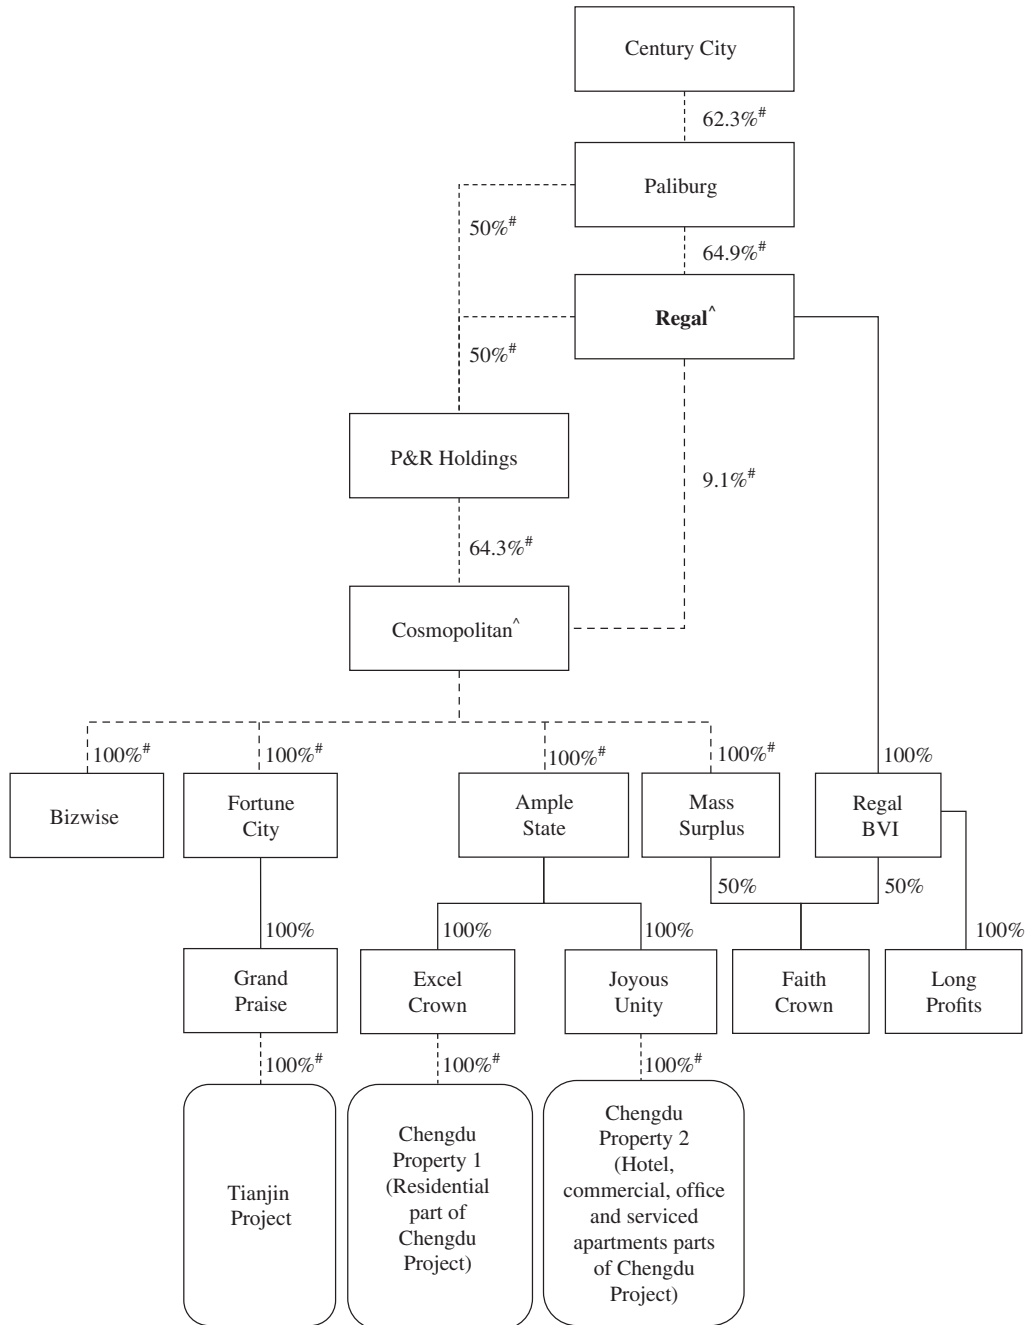 Century City
62.3%#
Paliburg
50%#
64.9%#
Regal^
50%#
P&R Holdings
9.1%#
64.3%#
Cosmopolitan^
100%#
100%#
100%#
100%#
100%
Bizwise
Fortune
City
Ample
State
Mass
Surplus
Regal
BVI
50%
50%
100%
100%
100%
100%
Grand
Praise
Excel
Crown
Joyous
Unity
Faith
Crown
Long
Profits
100%#
100%#
100%#
Tianjin
Project
Chengdu
Property 1
(Residential
part of
Chengdu
Project)
Chengdu
Property 2
(Hotel,
commercial, office
and serviced
apartments parts
of Chengdu
Project)